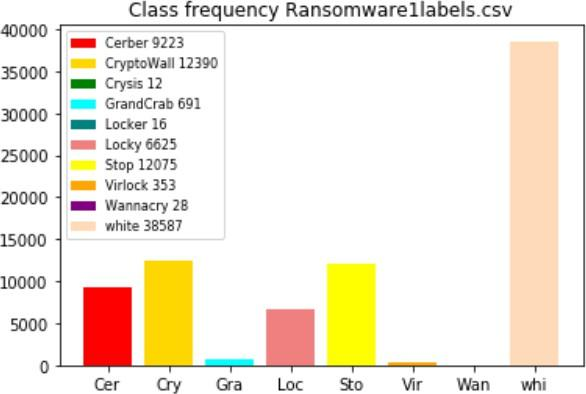 Class frequency Ransomware1labels.csv
40000
35000
30000
25000
20000
15000
10000
5000
0
Cerber 9223
CryptoWall 12390
Crysis 12
GrandCrab 691
Locker 16
Locky 6625
Stop 12075
Virlock 353
Wannacry 28
white 38587
Cer Cry Gra Loc Sto Vir Wan whi